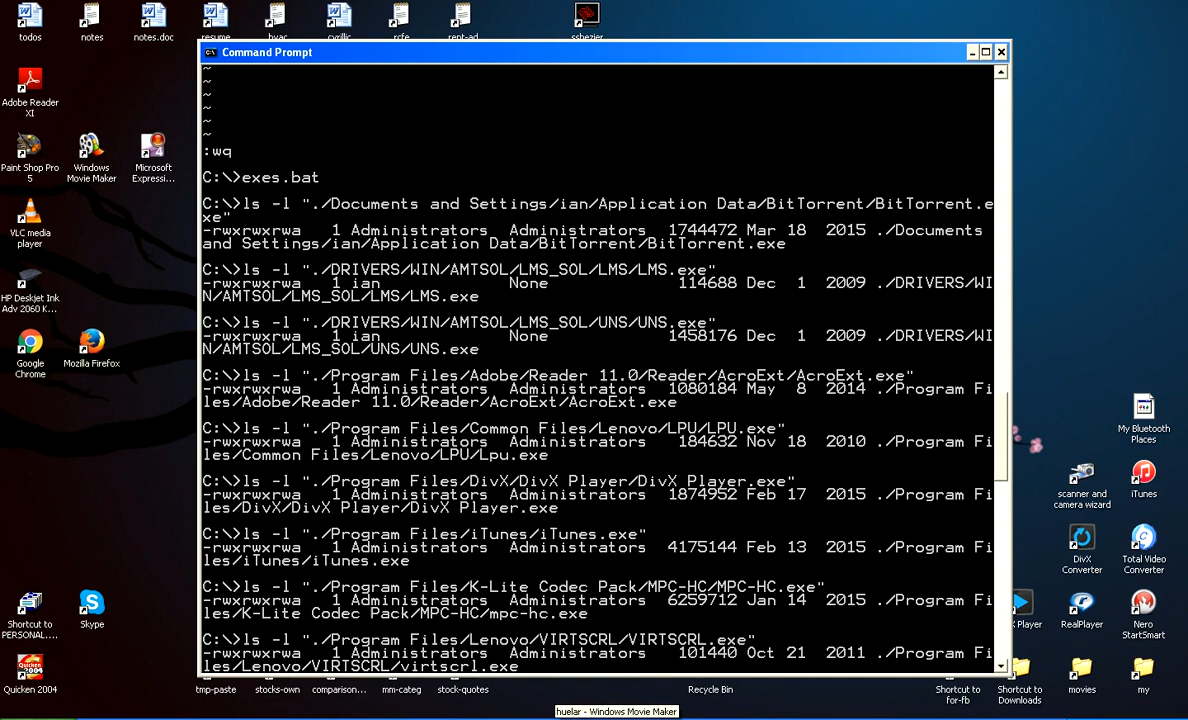 todos
notes
notes.doc
resume
hvac
cyrillic
rcfe
rent-ad
sshezier
Adobe Reader
XI
Paint Shop Pro
5
Windows
Movie Maker
Microsoft
Expressi...
VLC media
player
HP Deskjet Ink
Adv 2060 K...
Google
Chrome
Mozilla Firefox
Shortcut to
PERSONAL....
Skype
Quicken 2004
Command Prompt
~
~
~
~
~
~
:wq
C:\>exes.bat
C:\>ls -l "./Documents and Settings/ian/Application Data/BitTorrent/BitTorrent.e
xe"
-rwxrwxrwa   1 Administrators  Administrators  1744472 Mar 18  2015 ./Documents
and Settings/ian/Application Data/BitTorrent/BitTorrent.exe
C:\>ls -l "./DRIVERS/WIN/AMTSOL/LMS_SOL/LMS/LMS.exe"
-rwxrwxrwa   1 ian             None             114688 Dec  1  2009 ./DRIVERS/WI
N/AMTSOL/LMS_SOL/LMS/LMS.exe
C:\>ls -l "./DRIVERS/WIN/AMTSOL/LMS_SOL/UNS/UNS.exe"
-rwxrwxrwa   1 ian             None            1458176 Dec  1  2009 ./DRIVERS/WI
N/AMTSOL/LMS_SOL/UNS/UNS.exe
C:\>ls -l "./Program Files/Adobe/Reader 11.0/Reader/AcroExt/AcroExt.exe"
-rwxrwxrwa   1 Administrators  Administrators  1080184 May  8  2014 ./Program Fi
les/Adobe/Reader 11.0/Reader/AcroExt/AcroExt.exe
C:\>ls -l "./Program Files/Common Files/Lenovo/LPU/LPU.exe"
-rwxrwxrwa   1 Administrators  Administrators   184632 Nov 18  2010 ./Program Fi
les/Common Files/Lenovo/LPU/Lpu.exe
C:\>ls -l "./Program Files/DivX/DivX Player/DivX Player.exe"
-rwxrwxrwa   1 Administrators  Administrators  1874952 Feb 17  2015 ./Program Fi
les/DivX/DivX Player/DivX Player.exe
C:\>ls -l "./Program Files/iTunes/iTunes.exe"
-rwxrwxrwa   1 Administrators  Administrators  4175144 Feb 13  2015 ./Program Fi
les/iTunes/iTunes.exe
C:\>ls -l "./Program Files/K-Lite Codec Pack/MPC-HC/MPC-HC.exe"
-rwxrwxrwa   1 Administrators  Administrators  6259712 Jan 14  2015 ./Program Fi
les/K-Lite Codec Pack/MPC-HC/mpc-hc.exe
C:\>ls -l "./Program Files/Lenovo/VIRTSCRL/VIRTSCRL.exe"
-rwxrwxrwa   1 Administrators  Administrators   101440 Oct 21  2011 ./Program Fi
les/Lenovo/VIRTSCRL/virtscrl.exe
My Bluetooth
Places
scanner and
camera wizard
iTunes
DivX
Converter
Total Video
Converter
X Player
RealPlayer
Nero
StartSmart
tmp-paste
stocks-own
comparison...
mm-categ
stock-quotes
Recycle Bin
Shortcut to
for-fb
Shortcut to
Downloads
movies
my
huelar - Windows Movie Maker